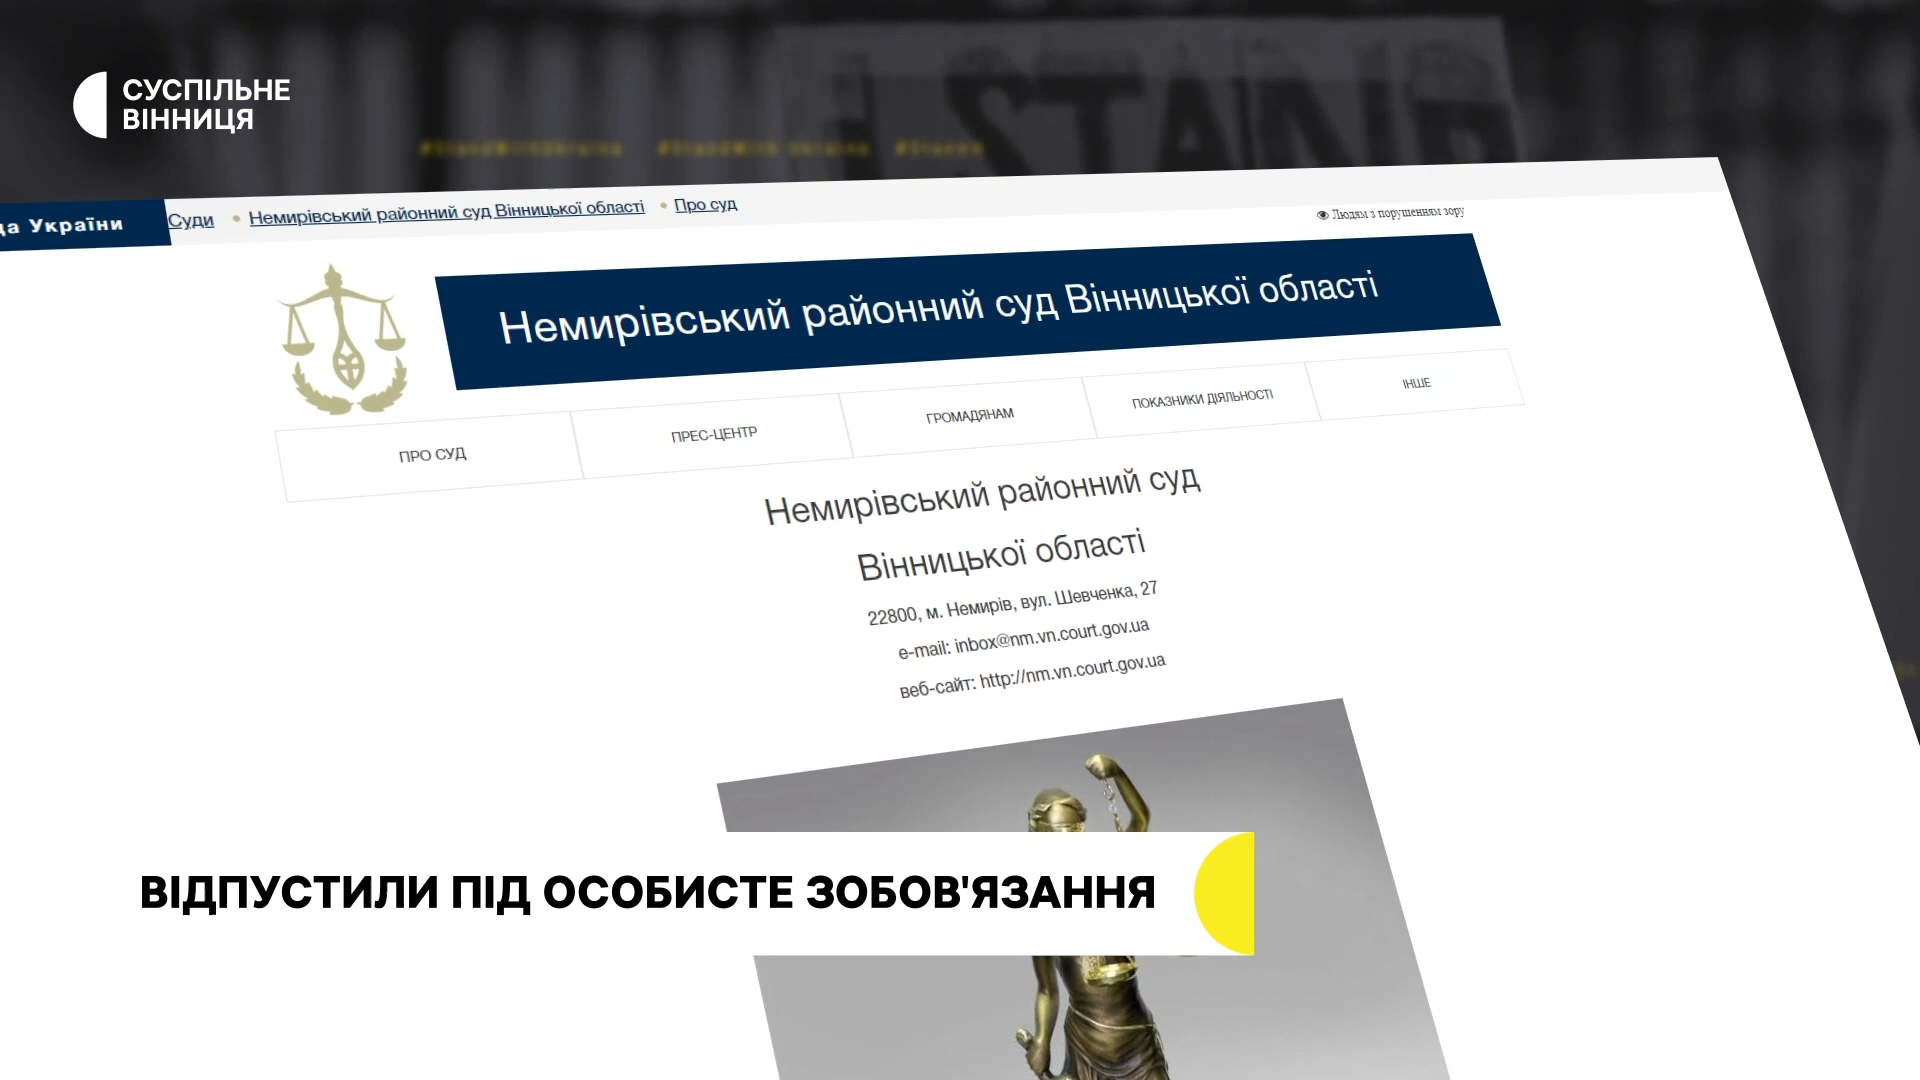 СУСПІЛЬНЕ
ВІННИЦЯ
STAND
України
Суди • Немирівський районний суд Вінницької області • Про суд
Людям з порушенням зору
Немирівський районний суд Вінницької області
ПРО СУД
ПРЕС-ЦЕНТР
ГРОМАДЯНАМ
ПОКАЗНИКИ ДІЯЛЬНОСТІ
ІНШЕ
Немирівський районний суд
Вінницької області
22800, м. Немирів, вул. Шевченка, 27
e-mail: inbox@nm.vn.court.gov.ua
веб-сайт: http://nm.vn.court.gov.ua
ВІДПУСТИЛИ ПІД ОСОБИСТЕ ЗОБОВ'ЯЗАННЯ